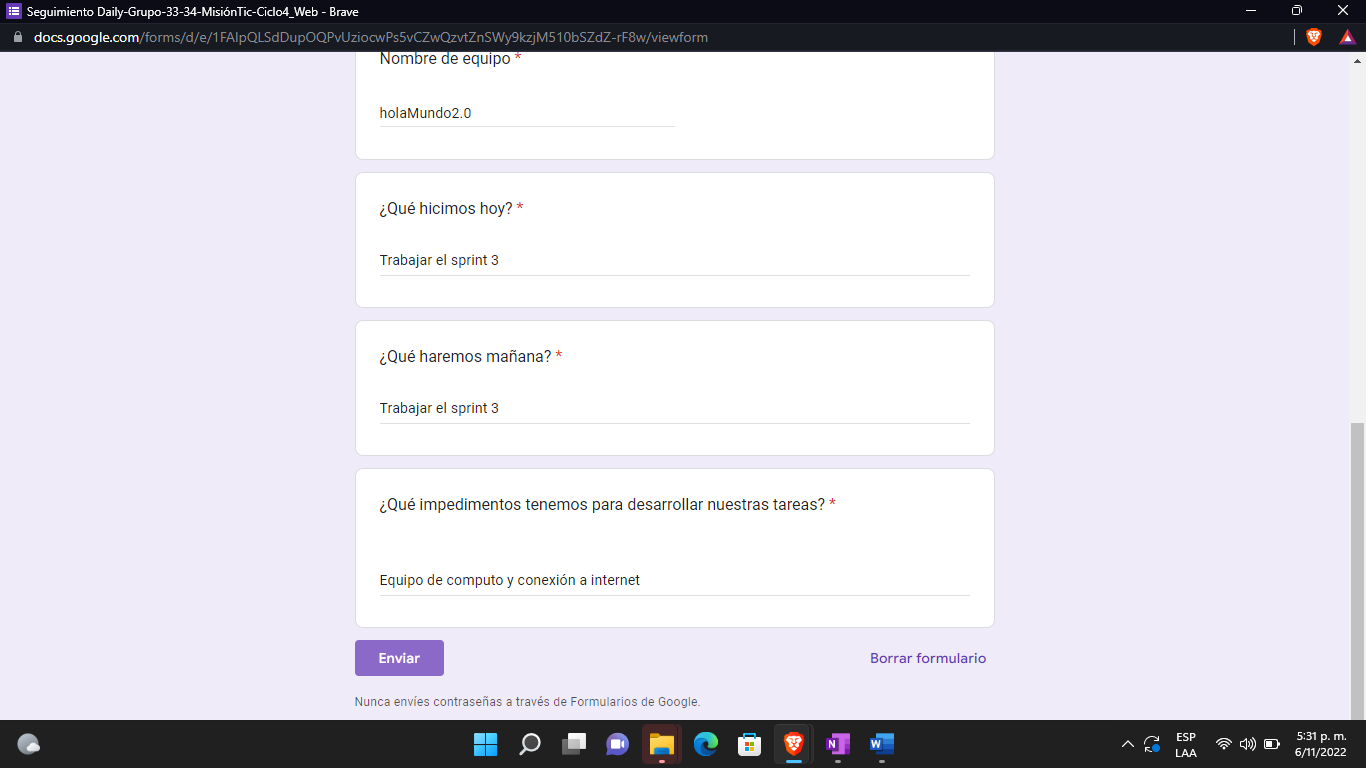 Seguimiento Daily-Grupo-33-34-MisiónTic-Ciclo4_Web - Brave
docs.google.com/forms/d/e/1FAIpQLSdDupOQPvUziocwPs5vCZwQzvtZnSWy9kzjM510bSZdZ-rF8w/viewform
Nombre de equipo *
holaMundo2.0
¿Qué hicimos hoy? *
Trabajar el sprint 3
¿Qué haremos mañana? *
Trabajar el sprint 3
¿Qué impedimentos tenemos para desarrollar nuestras tareas? *
Equipo de computo y conexión a internet
Enviar
Borrar formulario
Nunca envíes contraseñas a través de Formularios de Google.
ESP
LAA
5:31 p. m.
6/11/2022